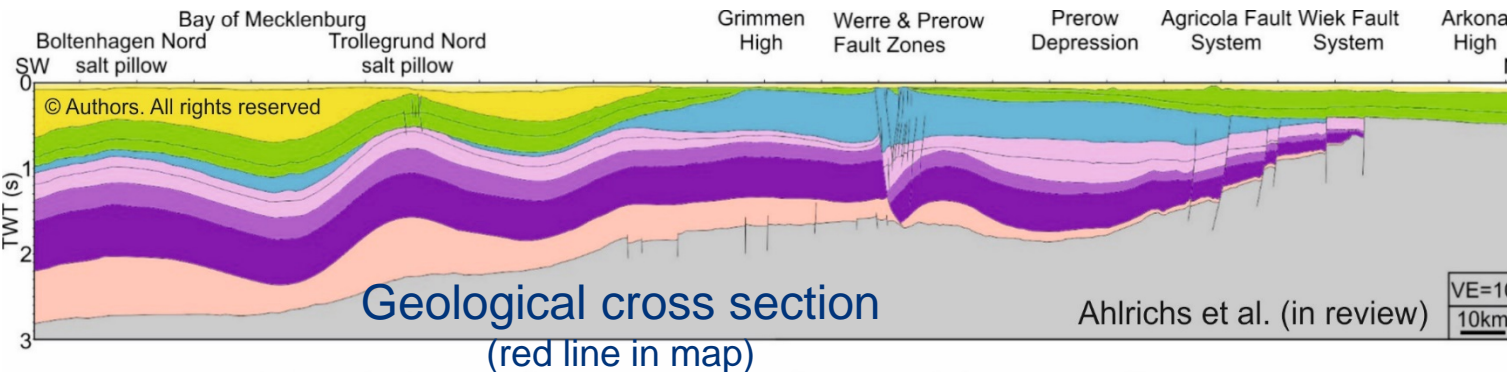 Bay of Mecklenburg
Boltenhagen Nord
salt pillow
Trollegrund Nord
salt pillow
Grimmen
High
Werre & Prerow
Fault Zones
Prerow
Depression
Agricola Fault
System
Wiek Fault
System
Arkona
High
SW
0
1
2
3
TWT (s)
© Authors. All rights reserved
Geological cross section
(red line in map)
Ahlrichs et al. (in review)
10km